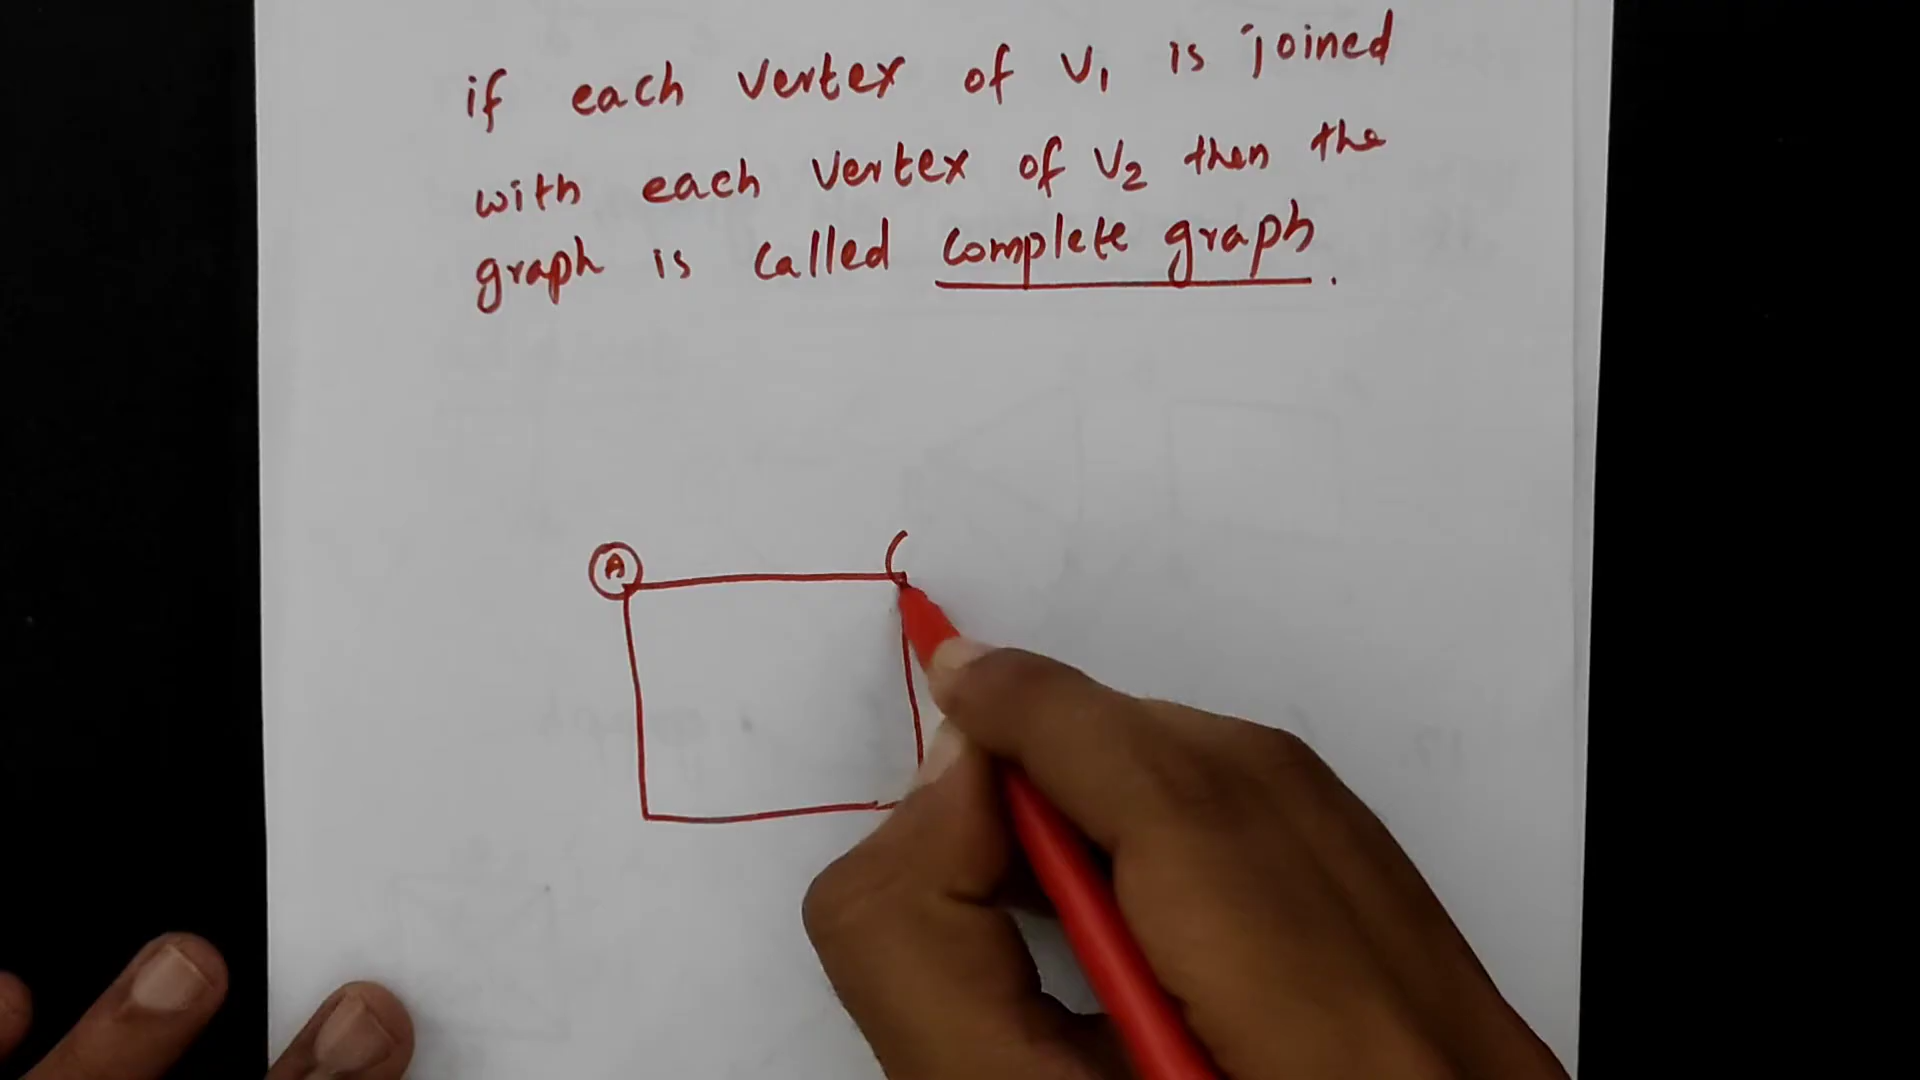 if each vertex of V₁ is joined
with each vertex of V₂ then the
graph is called complete graph.
A